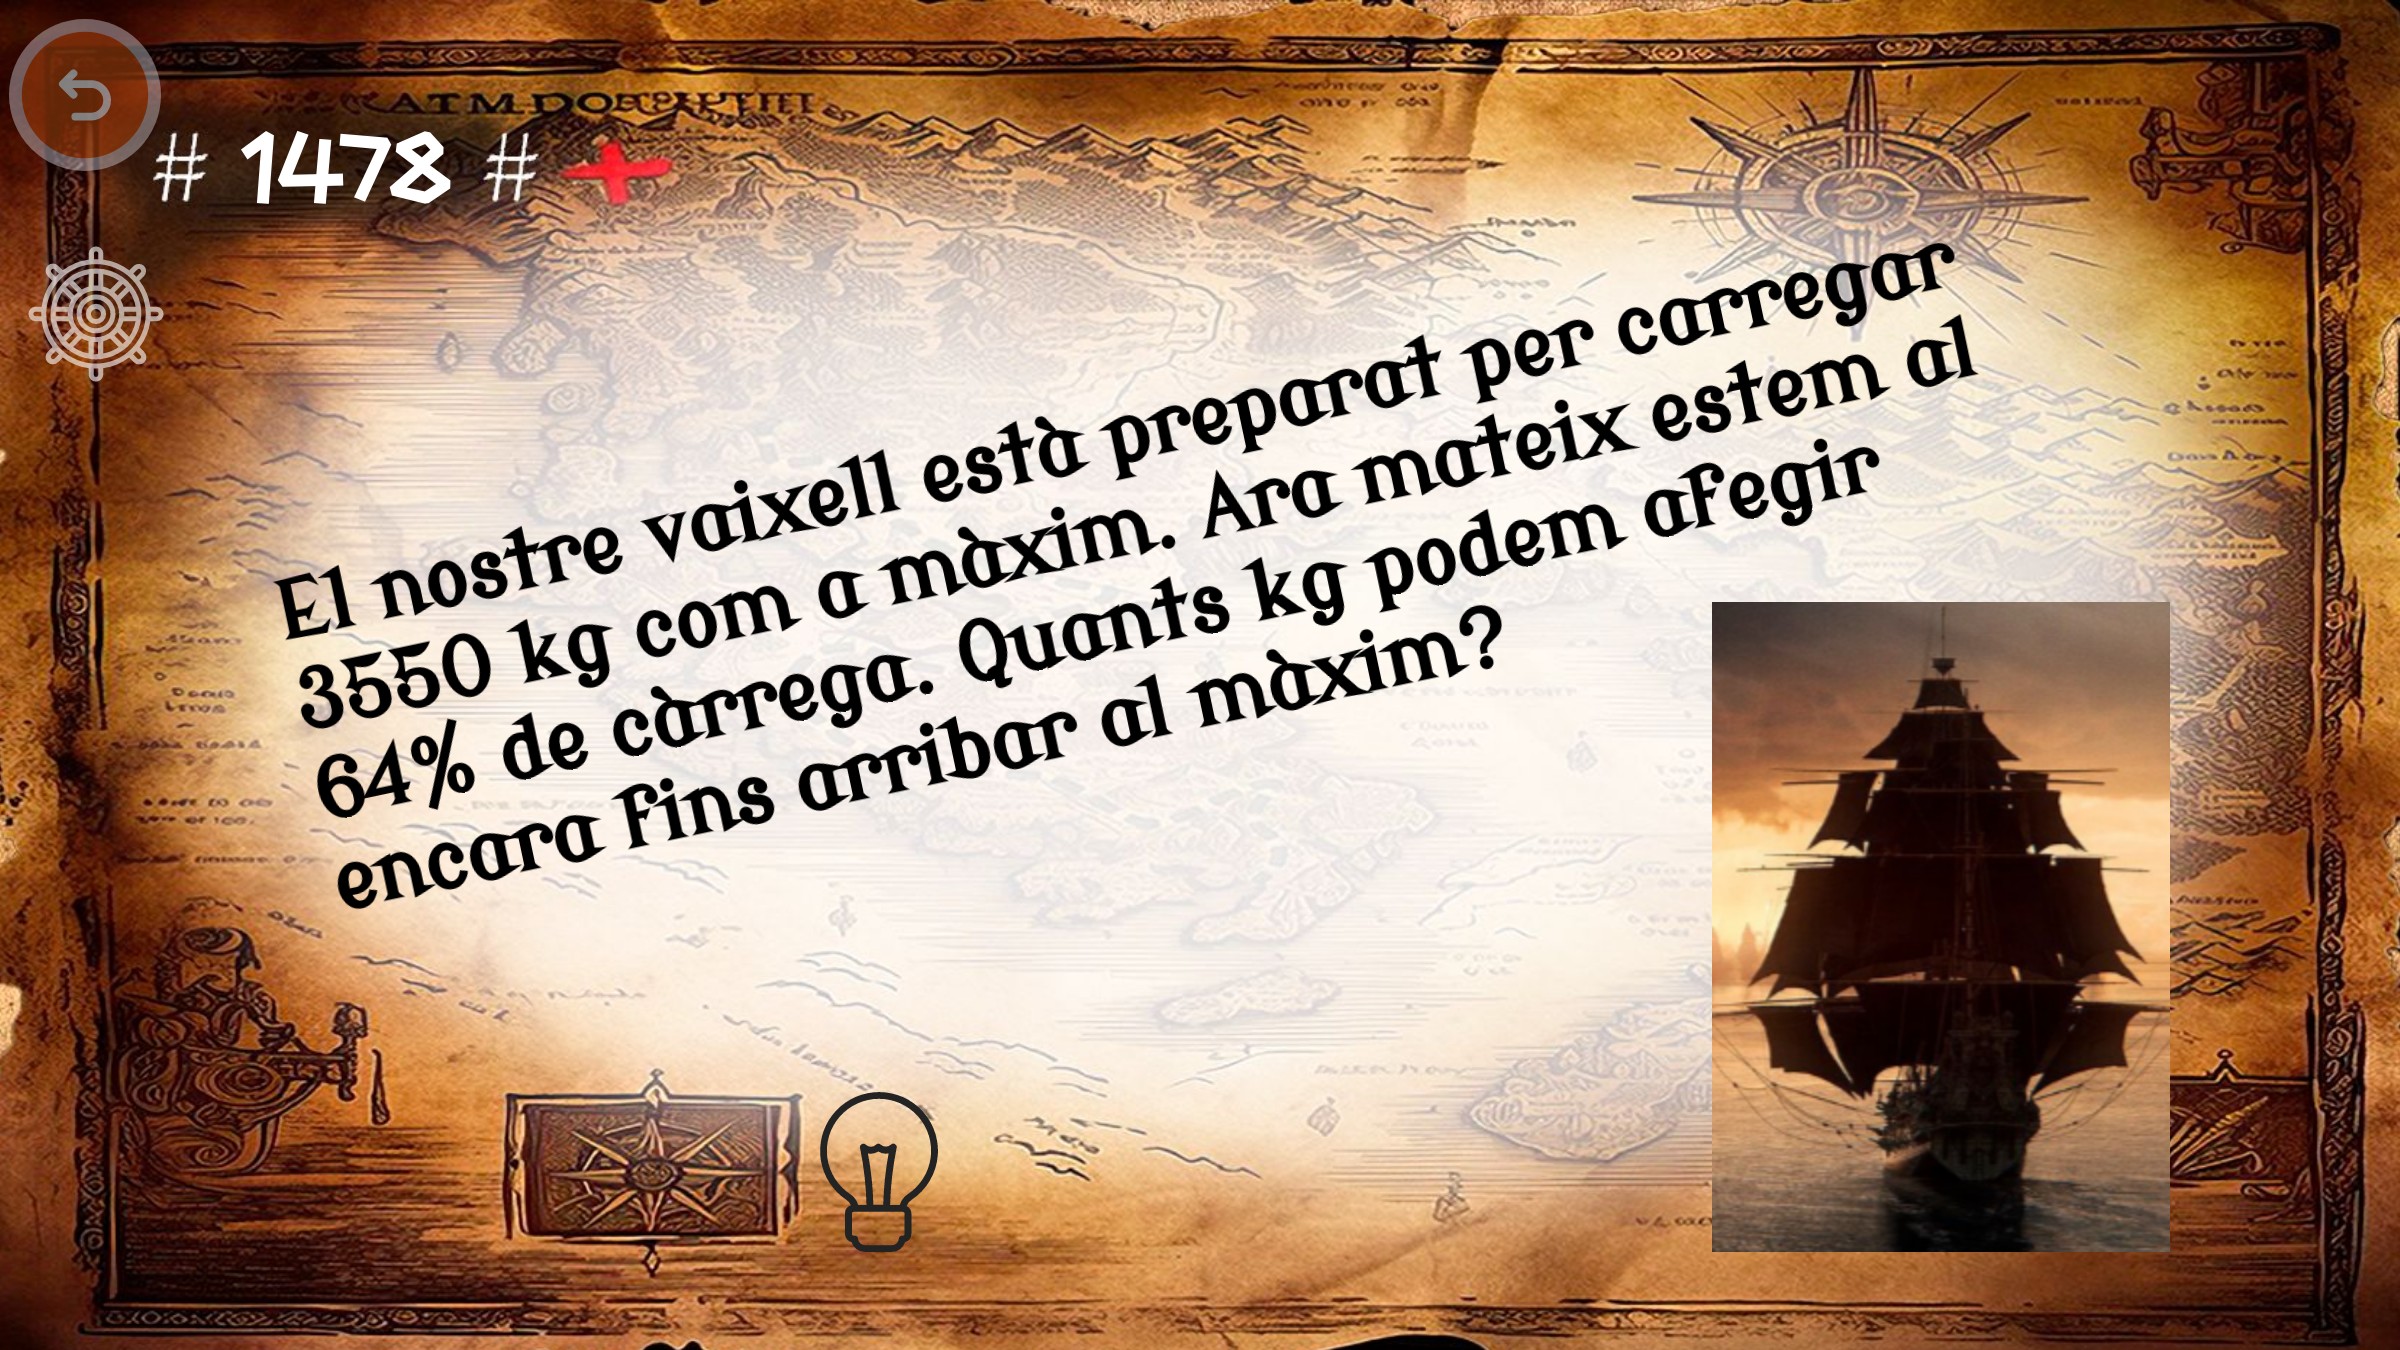 # 1478 #
El nostre vaixell està preparat per carregar
3550 kg com a màxim. Ara mateix estem al
64% de càrrega. Quants kg podem afegir
encara fins arribar al màxim?